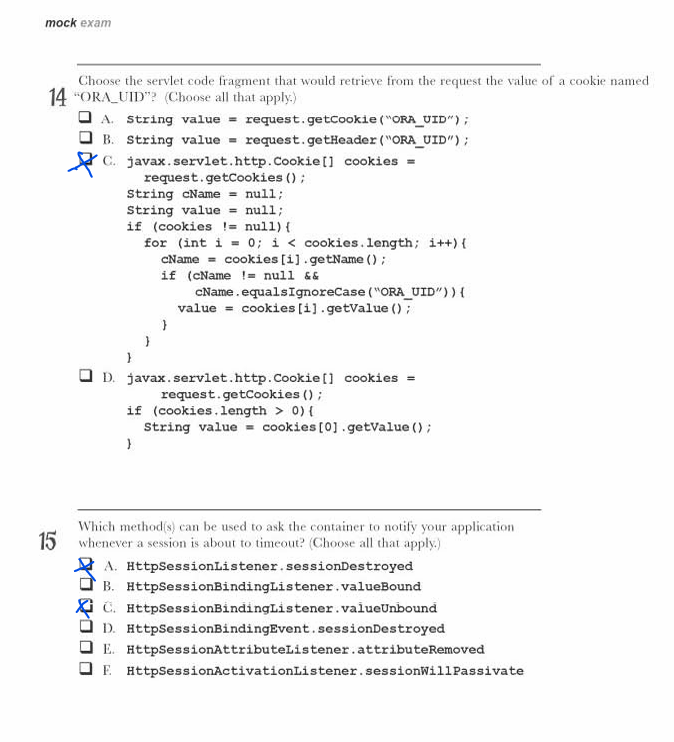 mock exam
Choose the servlet code fragment that would retrieve from the request the value of a cookie named
14 “ORA_UID”? (Choose all that apply.)
A. String value = request.getCookie(“ORA_UID”);
B. String value = request.getHeader(“ORA_UID”);
C. javax.servlet.http.Cookie[] cookies =
request.getCookies();
String cName = null;
String value = null;
if (cookies != null){
for (int i = 0; i < cookies.length; i++){
cName = cookies[i].getName();
if (cName != null &&
cName.equalsIgnoreCase(“ORA_UID”)){
value = cookies[i].getValue();
}
}
}
D. javax.servlet.http.Cookie[] cookies =
request.getCookies();
if (cookies.length > 0){
String value = cookies[0].getValue();
}
Which method(s) can be used to ask the container to notify your application
15 whenever a session is about to timeout? (Choose all that apply.)
A. HttpSessionListener.sessionDestroyed
B. HttpSessionBindingListener.valueBound
C. HttpSessionBindingListener.valueUnbound
D. HttpSessionBindingEvent.sessionDestroyed
E. HttpSessionAttributeListener.attributeRemoved
F. HttpSessionActivationListener.sessionWillPassivate